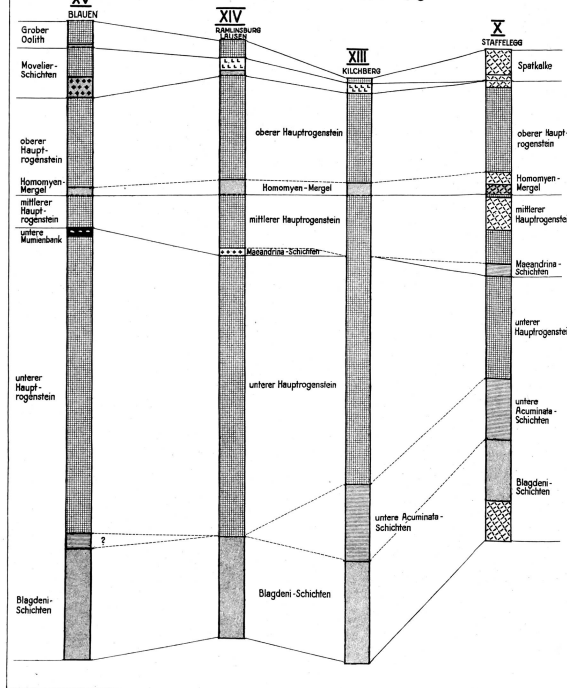 XV
BLAUEN
XIV
RAMLINSBURG
LAUSEN
XIII
KILCHBERG
X
STAFFELEGG
Grober
Oolith
Movelier-
Schichten
oberer
Haupt-
rogenstein
Homomyen-
Mergel
mittlerer
Haupt-
rogenstein
untere
Mumienbank
unterer
Haupt-
rogenstein
?
Blagdeni-
Schichten
oberer Hauptrogenstein
Homomyen-Mergel
mittlerer Hauptrogenstein
Maeandrina-Schichten
unterer Hauptrogenstein
untere Acuminata-
Schichten
Blagdeni-Schichten
Spatkalke
oberer Haupt-
rogenstein
Homomyen-
Mergel
mittlerer
Hauptrogenste
Maeandrina-
Schichten
unterer
Hauptrogenstei
untere
Acuminata-
Schichten
Blagdeni-
Schichten